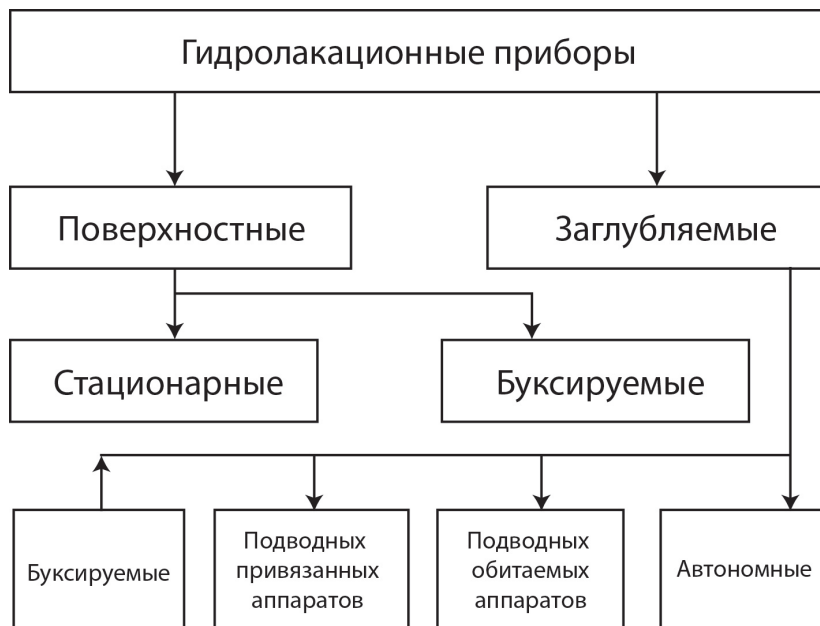 Гидролакационные приборы
Поверхностные
Заглубляемые
Стационарные
Буксируемые
Буксируемые
Подводных
привязанных
аппаратов
Подводных
обитаемых
аппаратов
Автономные